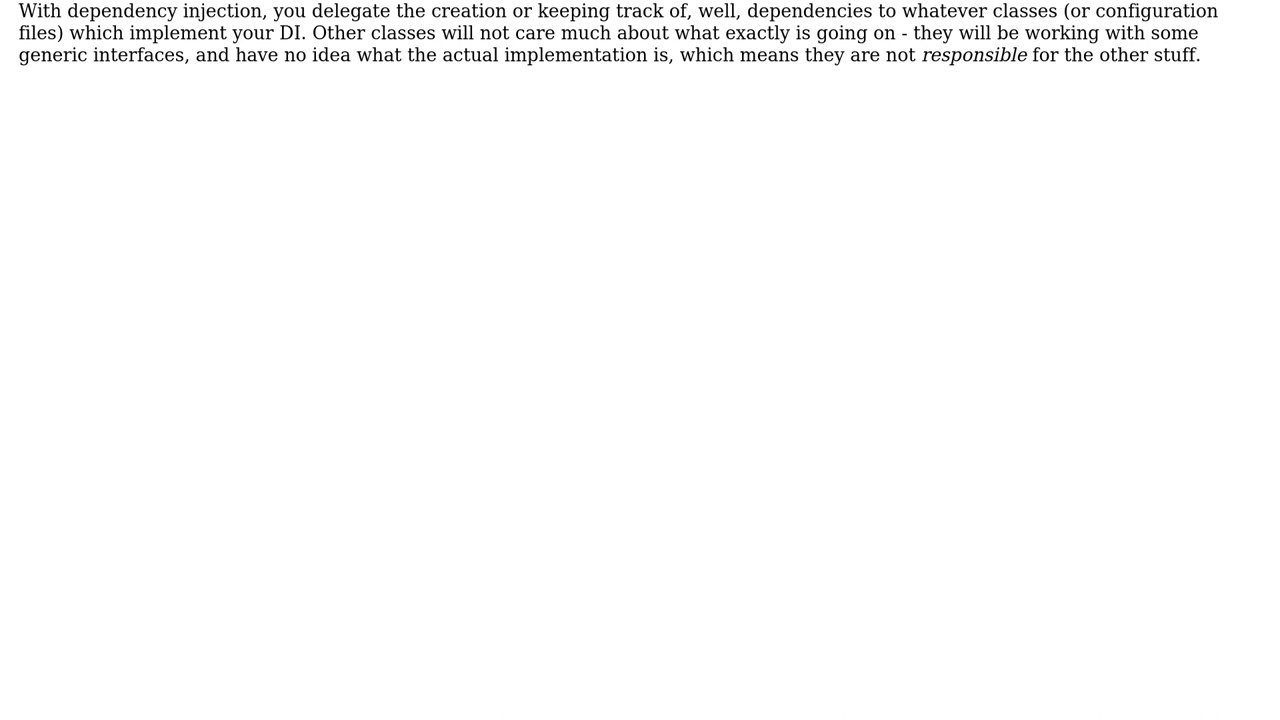 With dependency injection, you delegate the creation or keeping track of, well, dependencies to whatever classes (or configuration
files) which implement your DI. Other classes will not care much about what exactly is going on - they will be working with some
generic interfaces, and have no idea what the actual implementation is, which means they are not responsible for the other stuff.